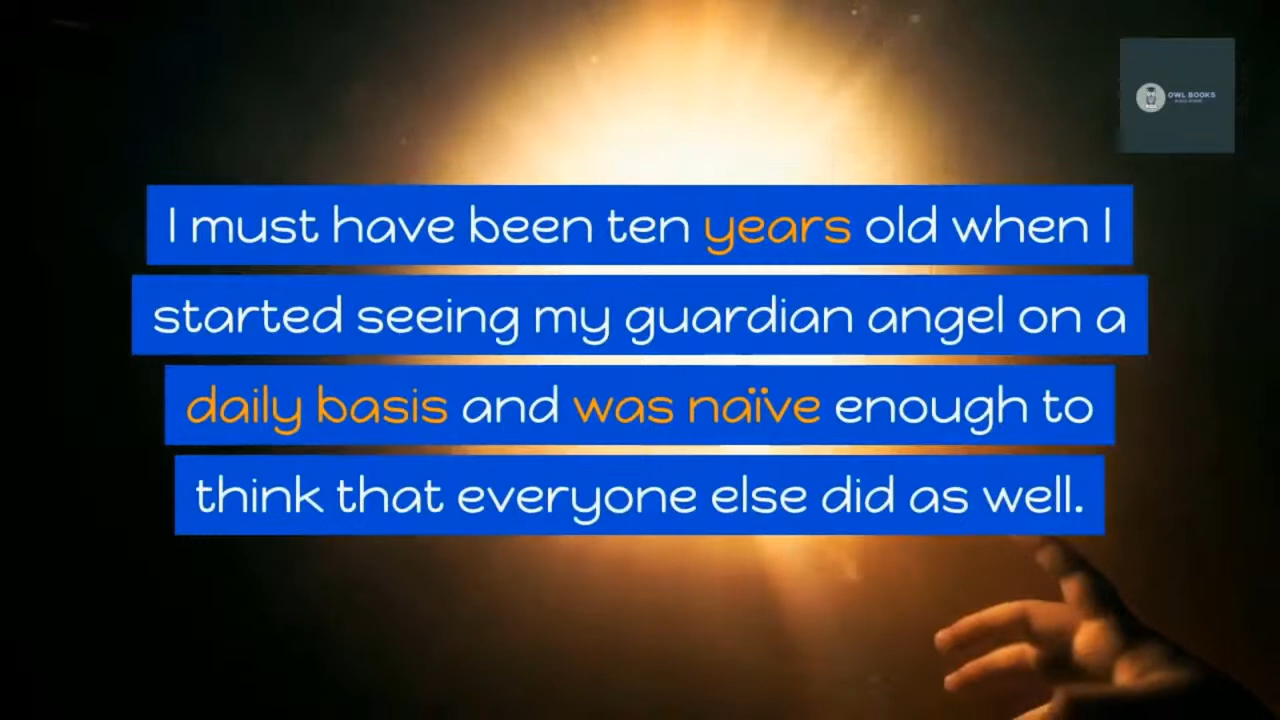 OWL BOOKS
I must have been ten years old when I
started seeing my guardian angel on a
daily basis and was naïve enough to
think that everyone else did as well.